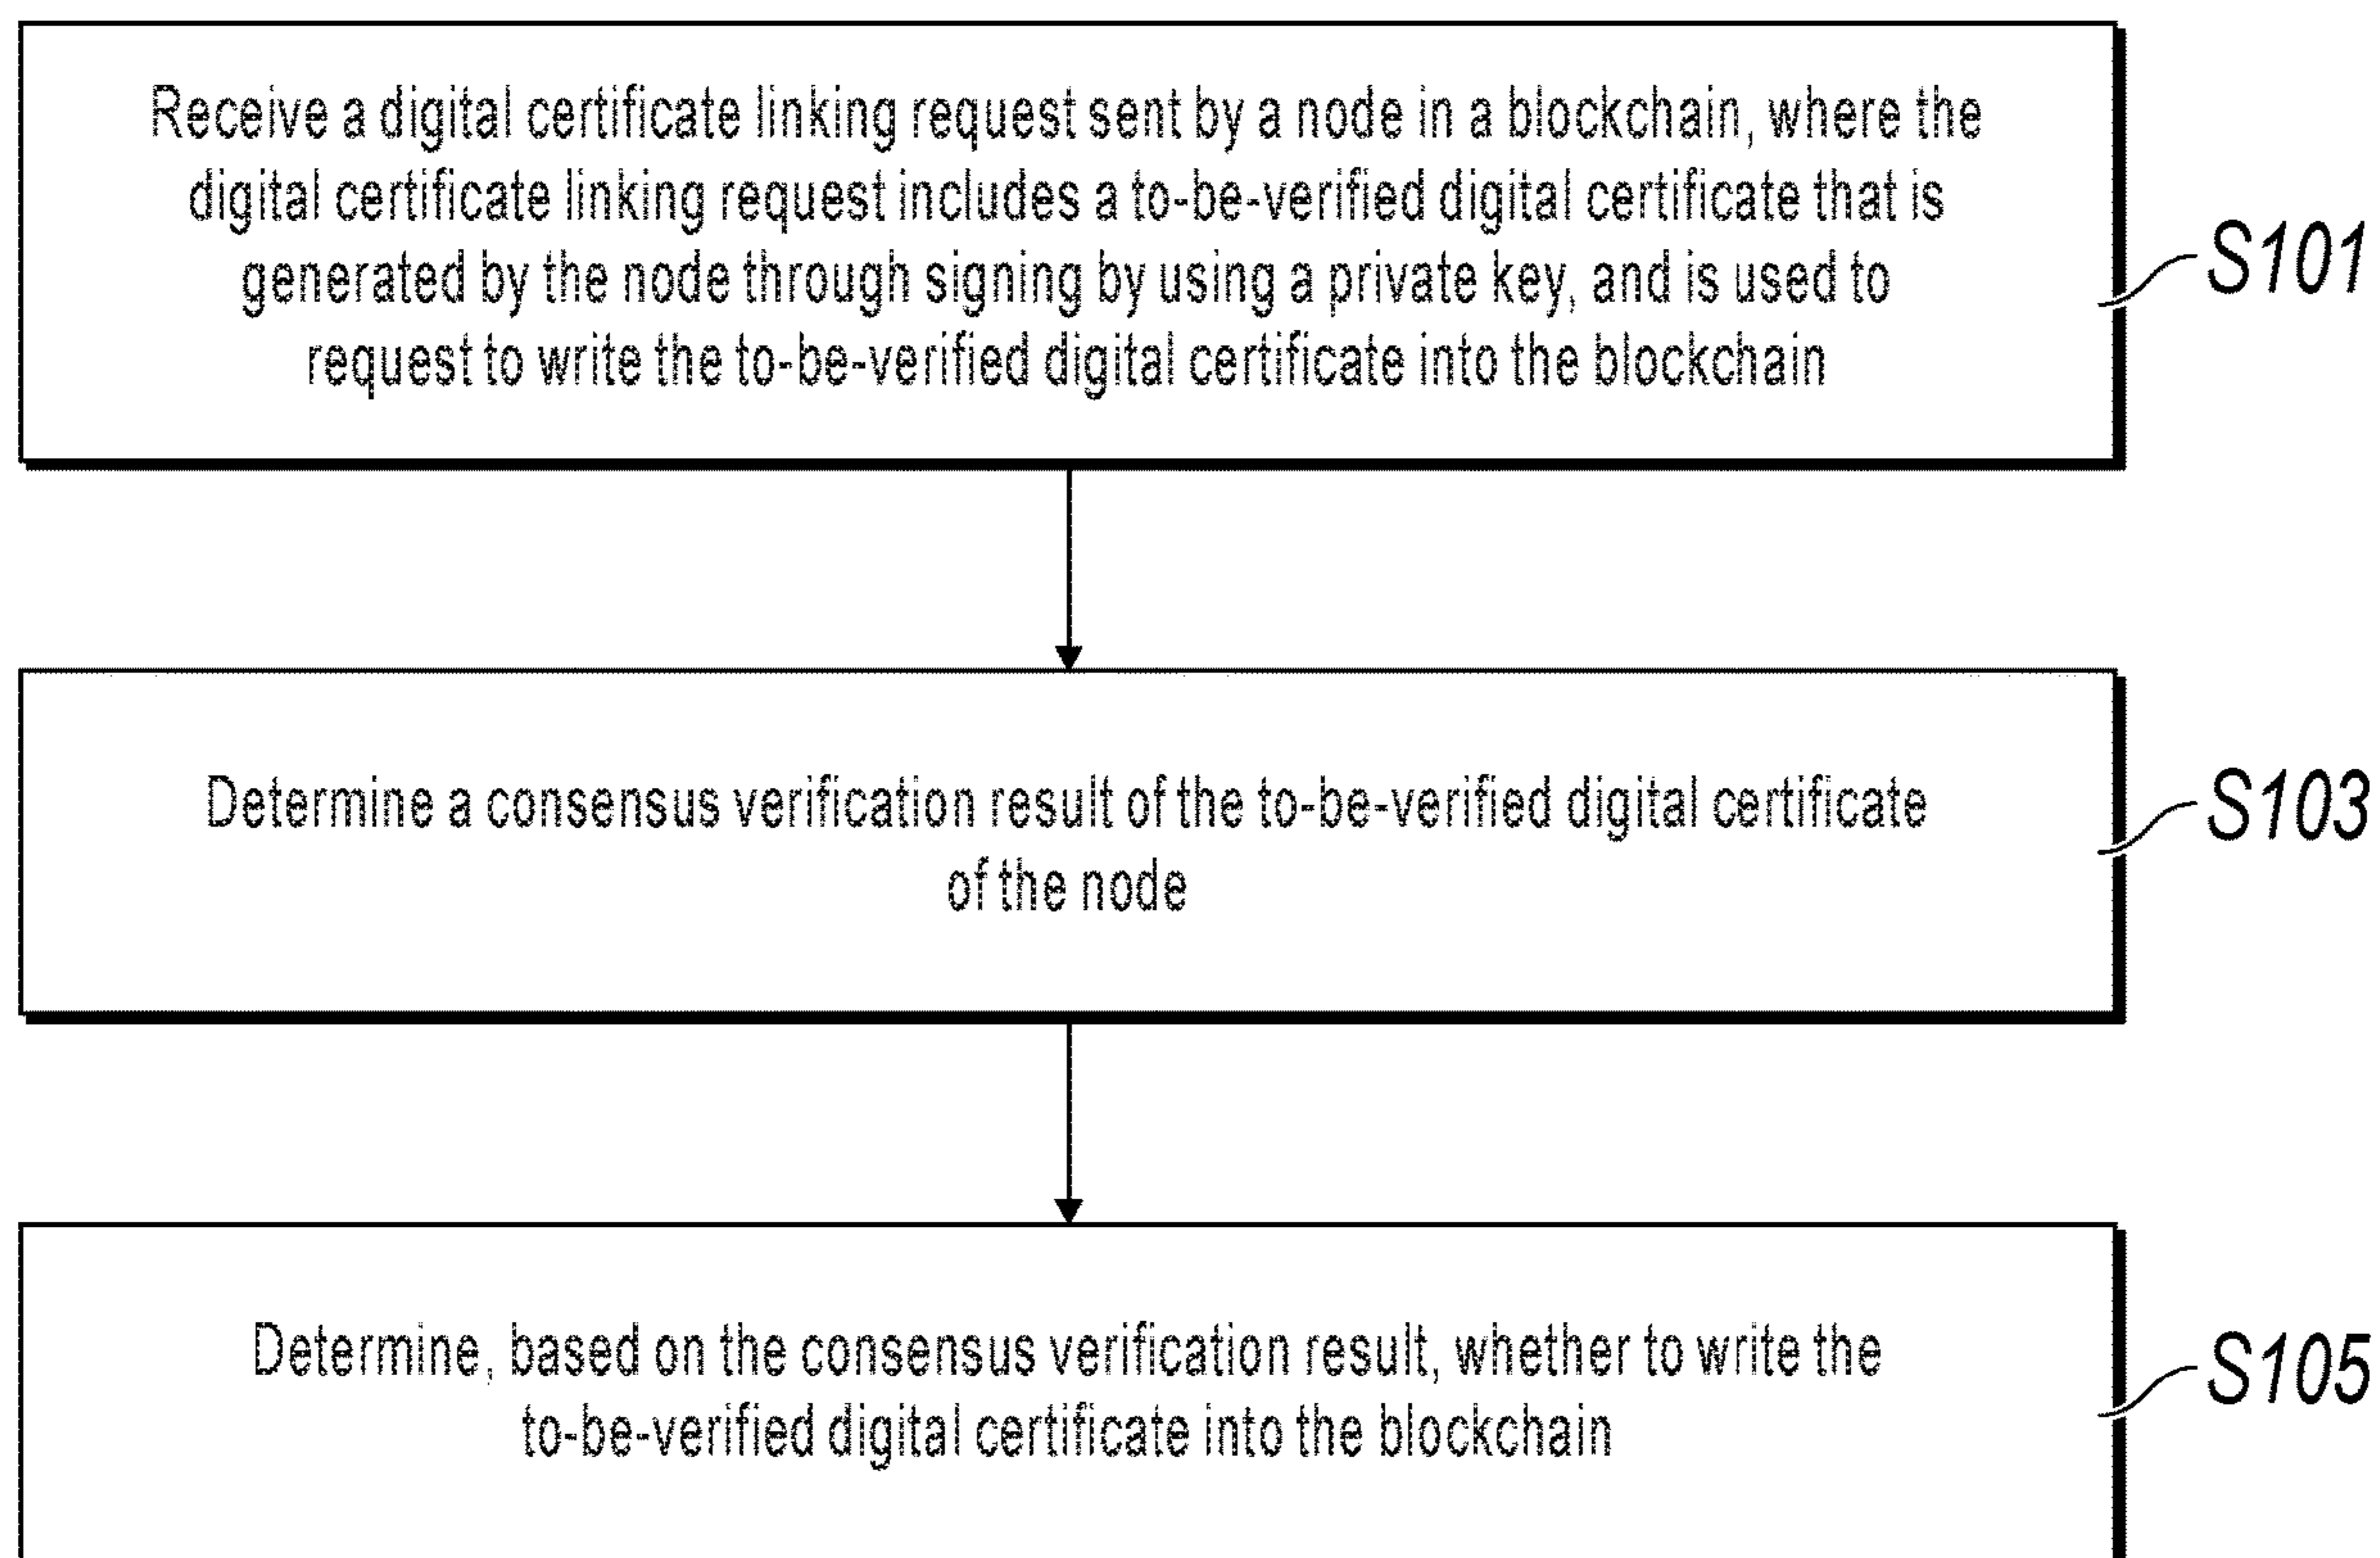 Receive a digital certificate linking request sent by a node in a blockchain, where the
digital certificate linking request includes a to-be-verified digital certificate that is
generated by the node through signing by using a private key, and is used to
request to write the to-be-verified digital certificate into the blockchain
S101
Determine a consensus verification result of the to-be-verified digital certificate
of the node
S103
Determine, based on the consensus verification result, whether to write the
to-be-verified digital certificate into the blockchain
S105